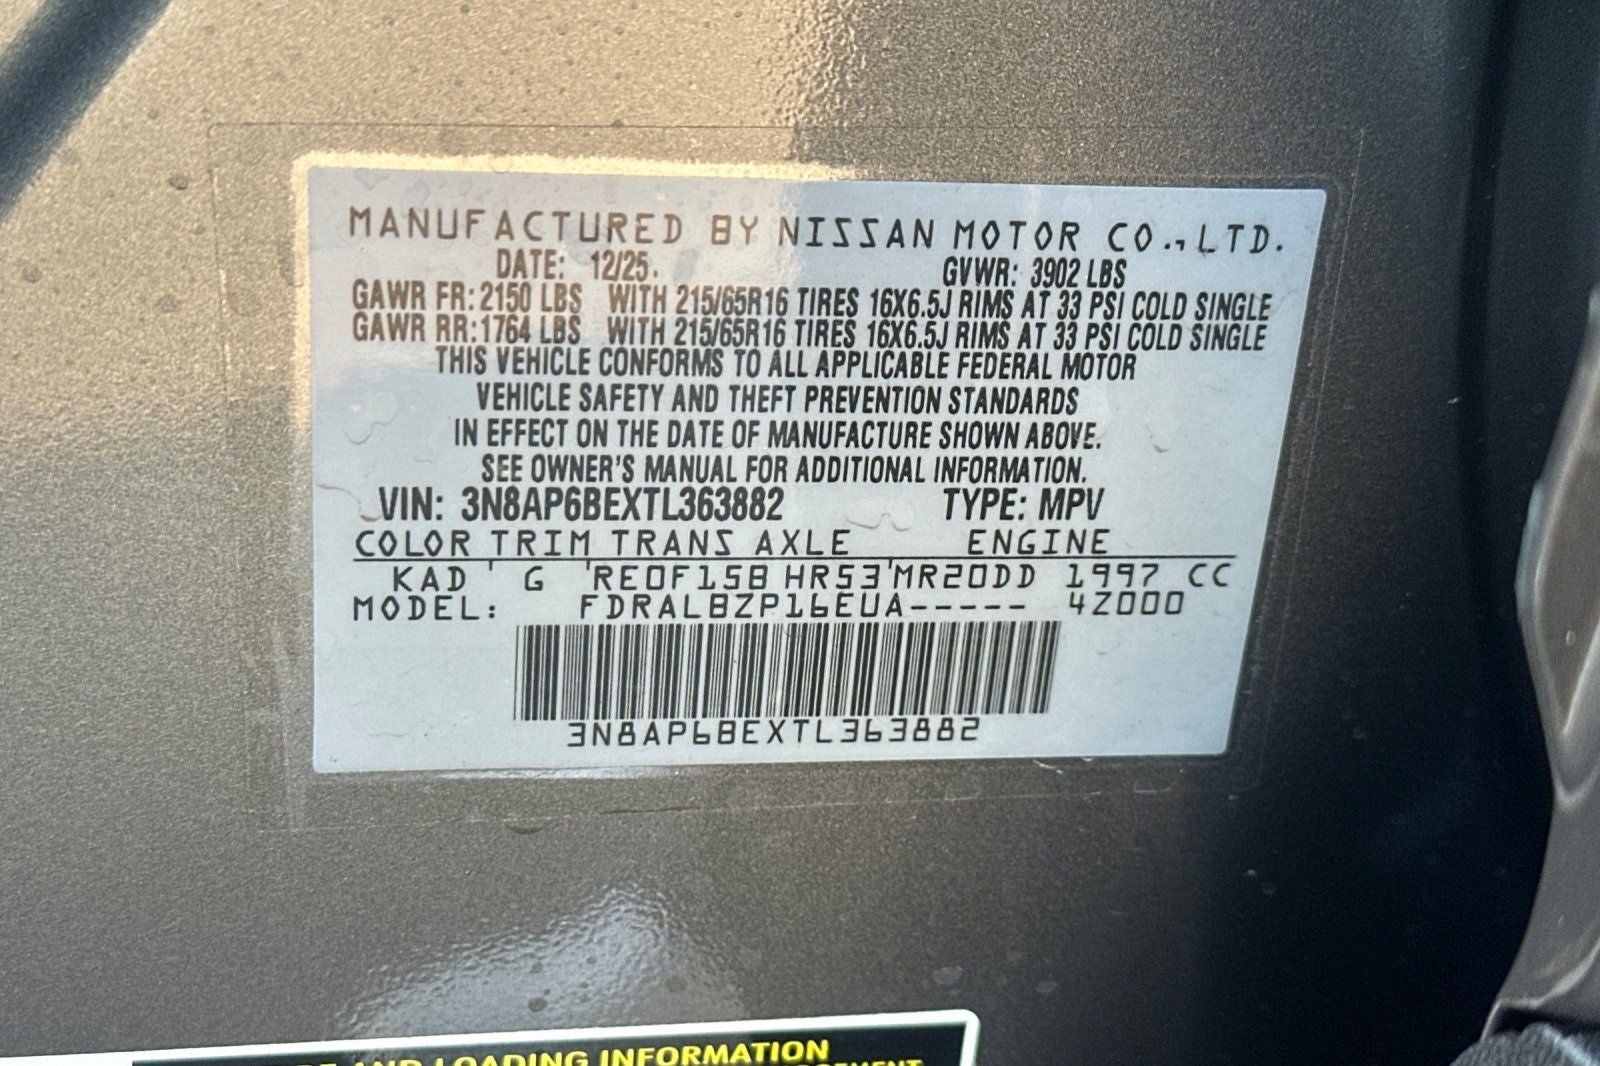 MANUFACTURED BY NISSAN MOTOR CO., LTD.
DATE: 12/25. GVWR: 3902 LBS
GAWR FR: 2150 LBS WITH 215/65R16 TIRES 16X6.5J RIMS AT 33 PSI COLD SINGLE
GAWR RR: 1764 LBS WITH 215/65R16 TIRES 16X6.5J RIMS AT 33 PSI COLD SINGLE
THIS VEHICLE CONFORMS TO ALL APPLICABLE FEDERAL MOTOR
VEHICLE SAFETY AND THEFT PREVENTION STANDARDS
IN EFFECT ON THE DATE OF MANUFACTURE SHOWN ABOVE.
SEE OWNER'S MANUAL FOR ADDITIONAL INFORMATION.
VIN: 3N8AP6BEXTL363882 TYPE: MPV
COLOR TRIM TRANS AXLE ENGINE
KAD G RE0F15B HR53 MR20DD 1997 CC
MODEL: FDRALBZP16EUA----- 42000
3N8AP6BEXTL363882
AND LOADING INFORMATION